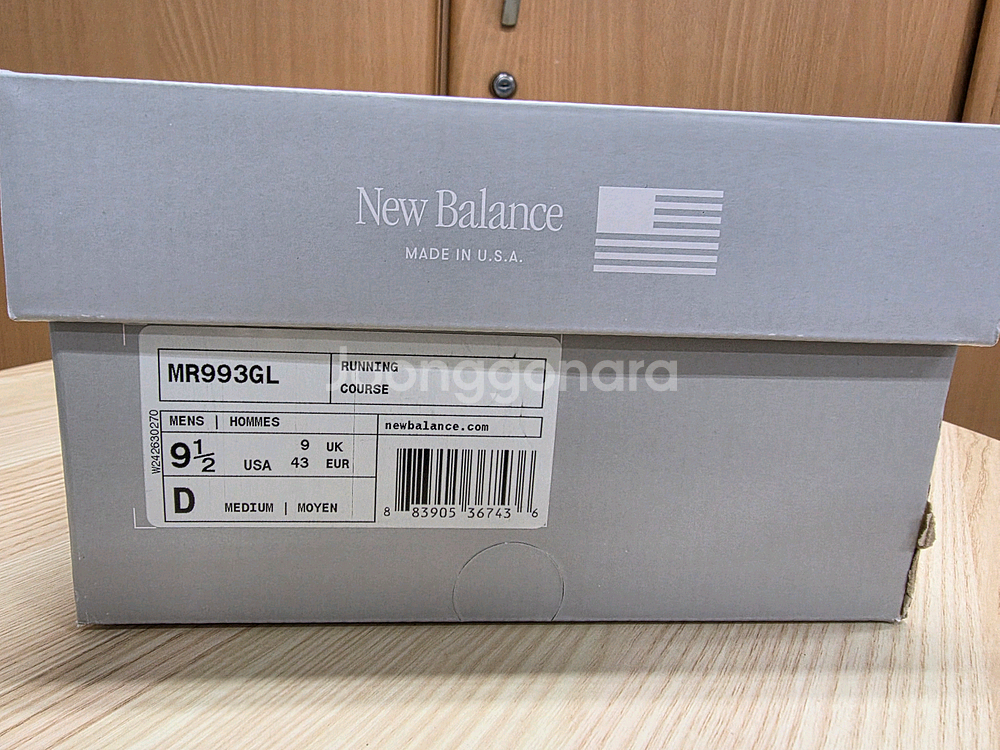 New Balance
MADE IN U.S.A.
Joonggonara
MR993GL
RUNNING
COURSE
MENS | HOMMES
newbalance.com
W242630270
9½ USA
9 UK
43 EUR
D MEDIUM | MOYEN
8 83905 36743 6